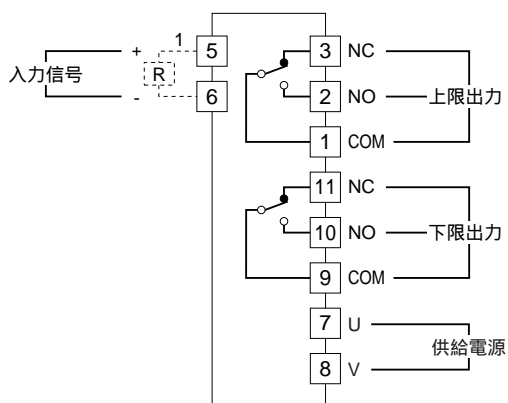 入力信号
+
-
1
R
5
6
3 NC
2 NO
1 COM
上限出力
11 NC
10 NO
9 COM
下限出力
7 U
8 V
供給電源